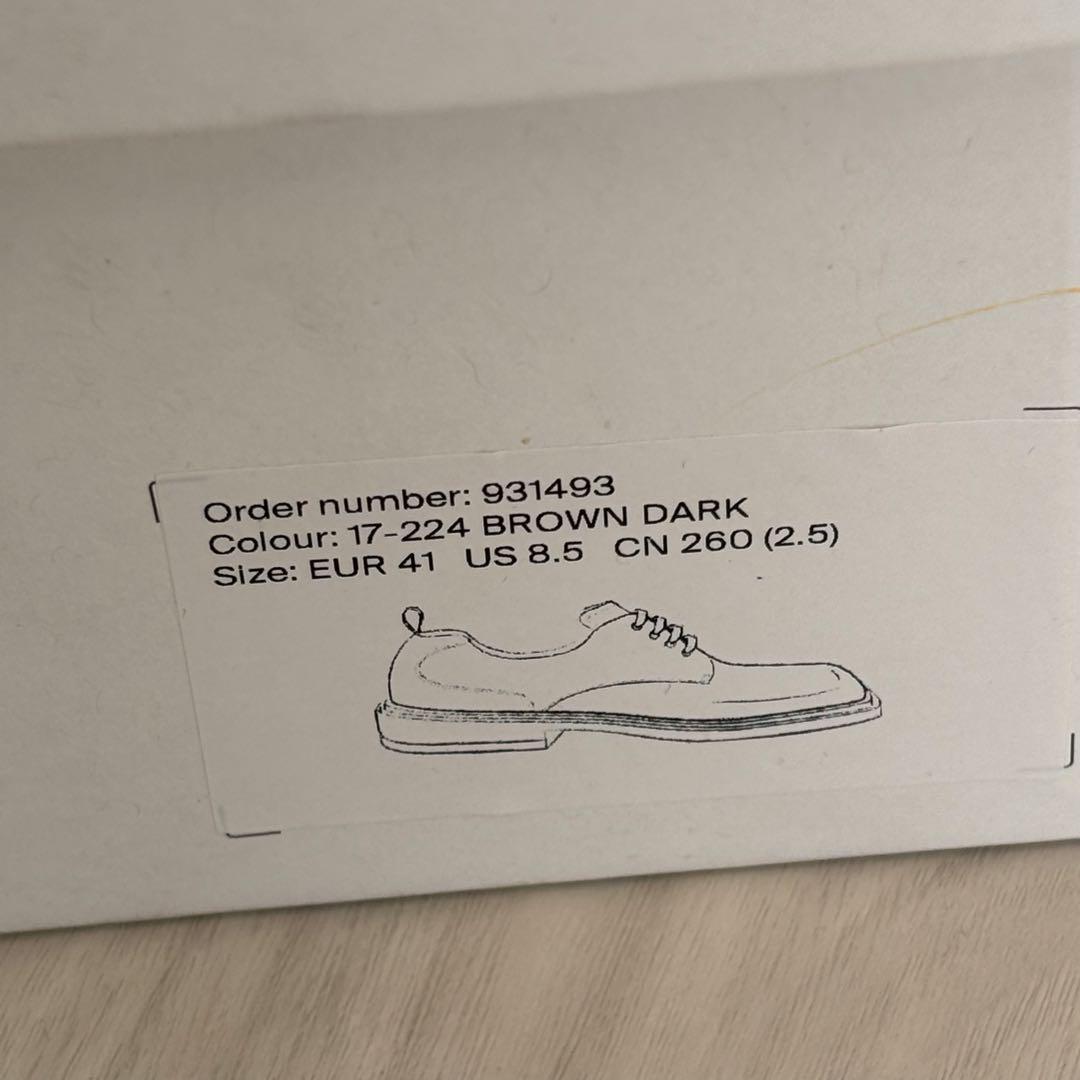 Order number: 931493
Colour: 17-224 BROWN DARK
Size: EUR 41 US 8.5 CN 260 (2.5)